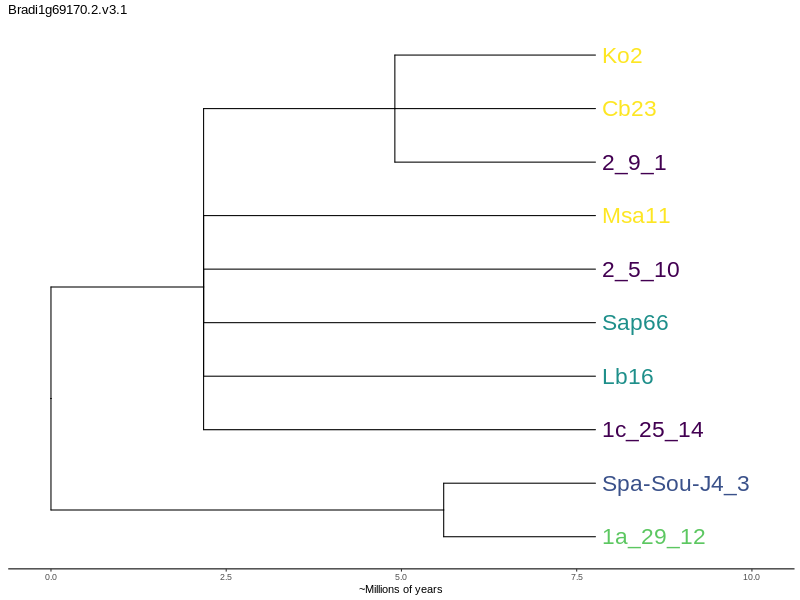 Bradi1g69170.2.v3.1
Ko2
Cb23
2_9_1
Msa11
2_5_10
Sap66
Lb16
1c_25_14
Spa-Sou-J4_3
1a_29_12
0.0 2.5 5.0 7.5 10.0
~Millions of years